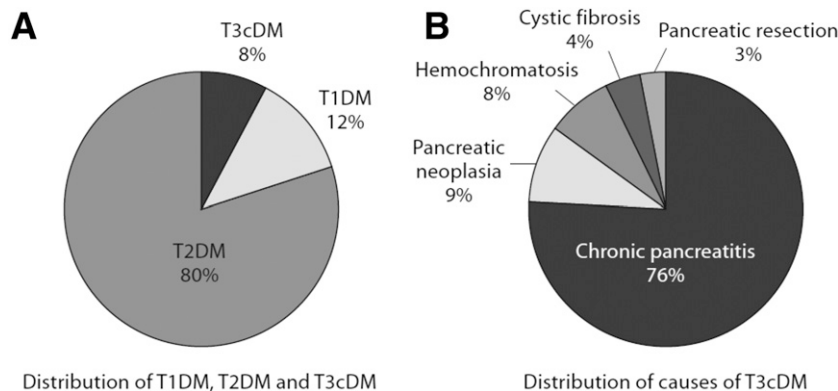 A
T3cDM
8%
T1DM
12%
T2DM
80%
Distribution of T1DM, T2DM and T3cDM
B
Cystic fibrosis
4%
Pancreatic resection
3%
Hemochromatosis
8%
Pancreatic
neoplasia
9%
Chronic pancreatitis
76%
Distribution of causes of T3cDM